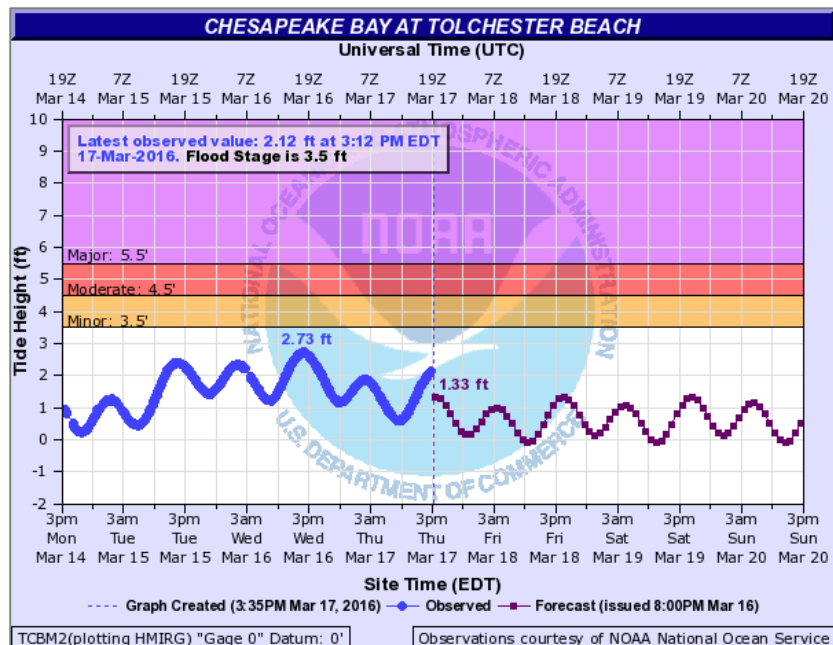 CHESAPEAKE BAY AT TOLCHESTER BEACH
Universal Time (UTC)
19Z 7Z 19Z 7Z 19Z 7Z 19Z 7Z 19Z 7Z 19Z 7Z 19Z
Mar 14 Mar 15 Mar 15 Mar 16 Mar 16 Mar 17 Mar 17 Mar 18 Mar 18 Mar 19 Mar 19 Mar 20 Mar 20
Latest observed value: 2.12 ft at 3:12 PM EDT
17-Mar-2016. Flood Stage is 3.5 ft
NATIONAL OCEANIC AND ATMOSPHERIC ADMINISTRATION
NOAA
U.S. DEPARTMENT OF COMMERCE
Tide Height (ft)
10
9
8
7
6
5
4
3
2
1
0
-1
-2
Major: 5.5'
Moderate: 4.5'
Minor: 3.5'
2.73 ft
1.33 ft
3pm 3am 3pm 3am 3pm 3am 3pm 3am 3pm 3am 3pm 3am 3pm
Mon Tue Tue Wed Wed Thu Thu Fri Fri Sat Sat Sun Sun
Mar 14 Mar 15 Mar 15 Mar 16 Mar 16 Mar 17 Mar 17 Mar 18 Mar 18 Mar 19 Mar 19 Mar 20 Mar 20
Site Time (EDT)
Graph Created (3:35PM Mar 17, 2016) Observed Forecast (issued 8:00PM Mar 16)
TCBM2(plotting HMIRG) "Gage 0" Datum: 0'
Observations courtesy of NOAA National Ocean Service